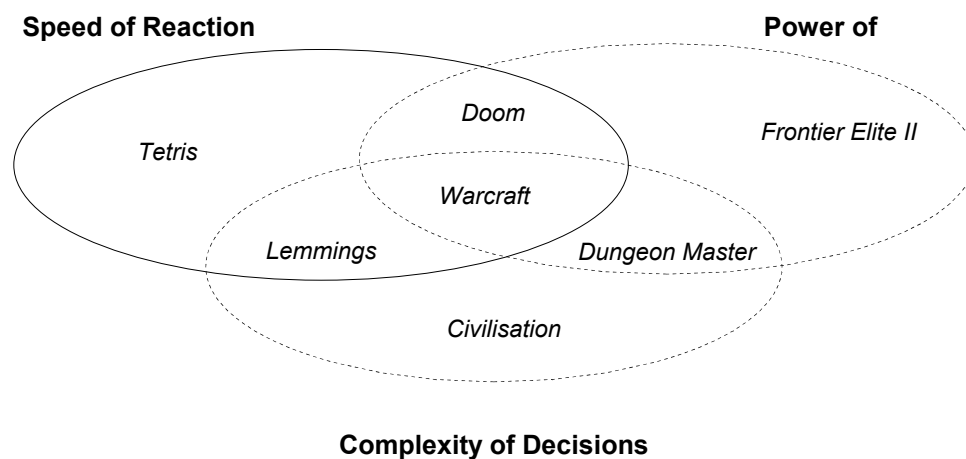 Speed of Reaction
Power of
Doom
Frontier Elite II
Tetris
Warcraft
Lemmings
Dungeon Master
Civilisation
Complexity of Decisions